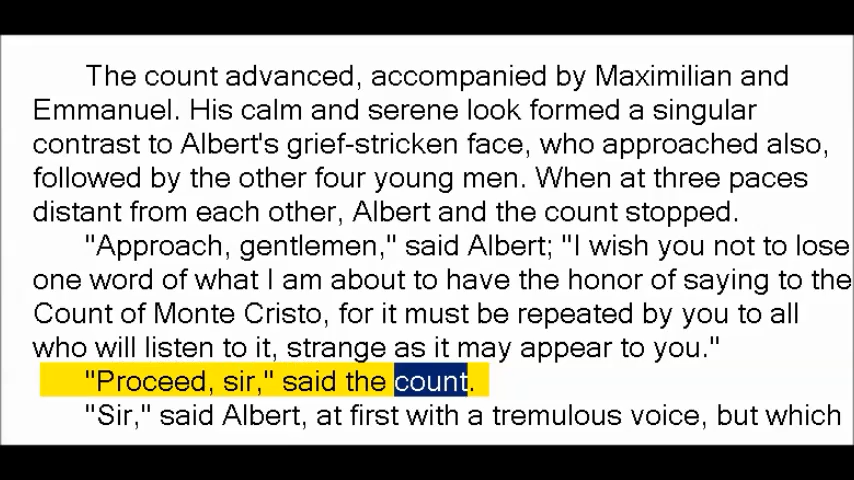 The count advanced, accompanied by Maximilian and
Emmanuel. His calm and serene look formed a singular
contrast to Albert's grief-stricken face, who approached also,
followed by the other four young men. When at three paces
distant from each other, Albert and the count stopped.
"Approach, gentlemen," said Albert; "I wish you not to lose
one word of what I am about to have the honor of saying to the
Count of Monte Cristo, for it must be repeated by you to all
who will listen to it, strange as it may appear to you."
"Proceed, sir," said the count.
"Sir," said Albert, at first with a tremulous voice, but which